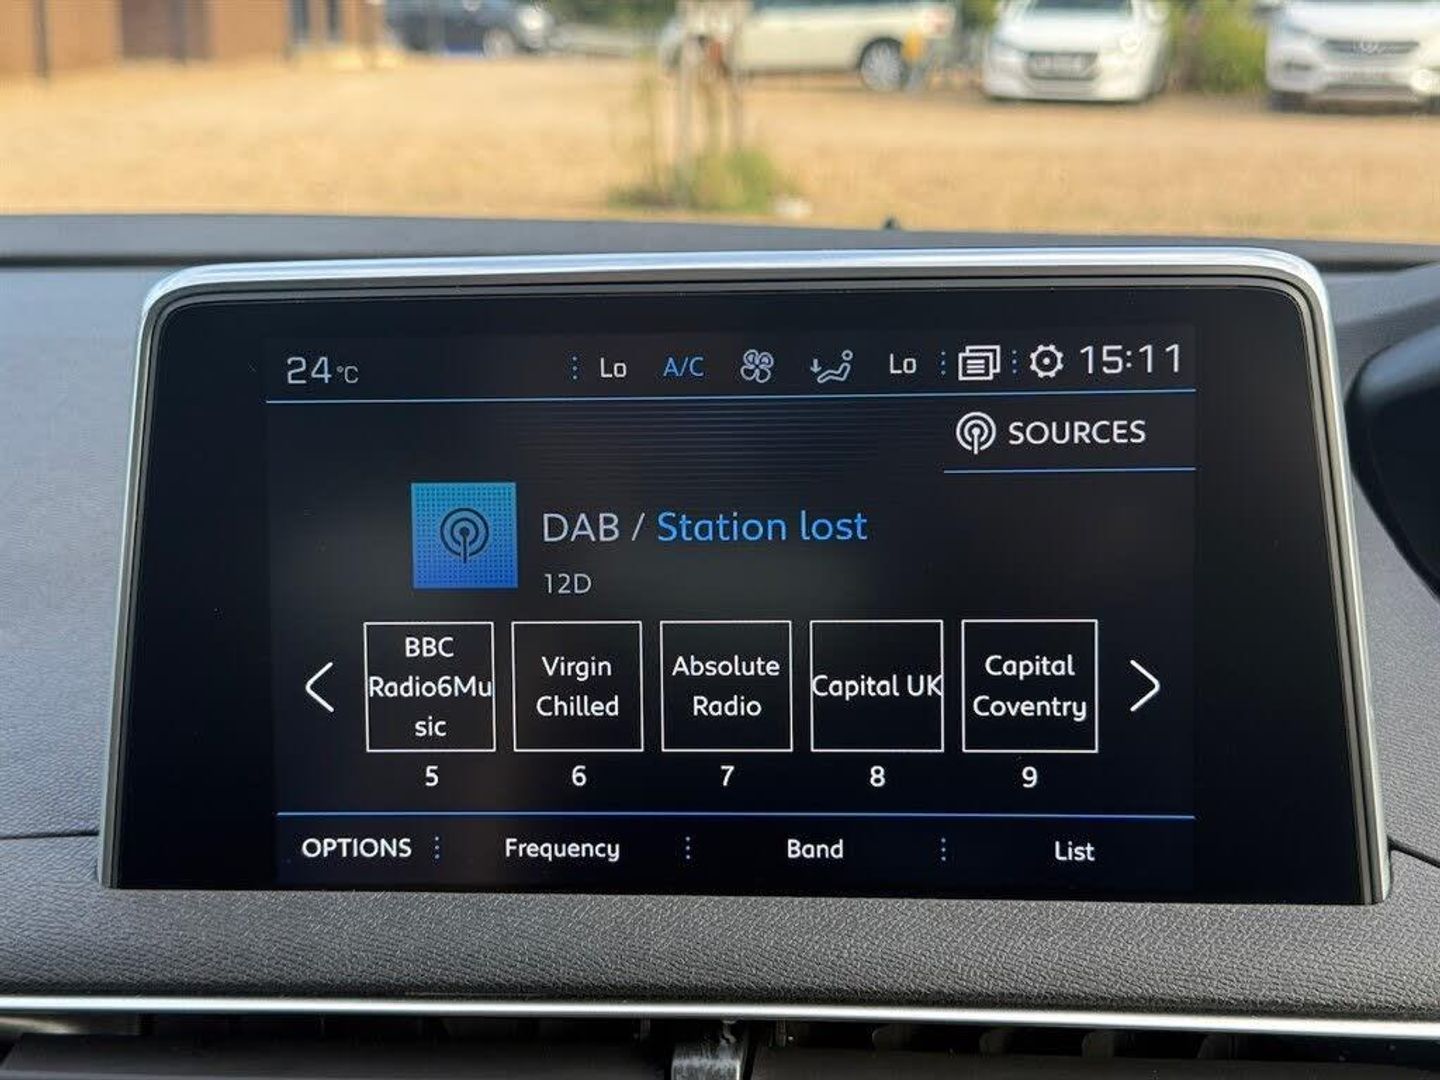 24°C Lo A/C Lo 15:11
SOURCES
DAB / Station lost
12D
BBC
Radio6Mu
sic
Virgin
Chilled
Absolute
Radio
Capital UK
Capital
Coventry
5 6 7 8 9
OPTIONS Frequency Band List